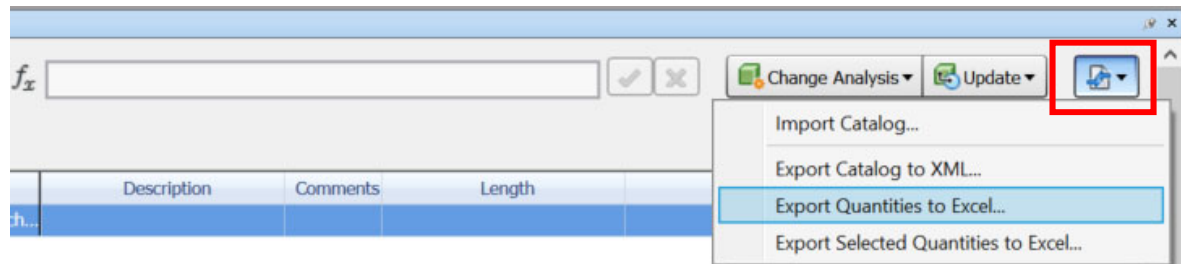 fx
Change Analysis
Update
Import Catalog...
Export Catalog to XML...
Description Comments Length
Export Quantities to Excel...
ch...
Export Selected Quantities to Excel...